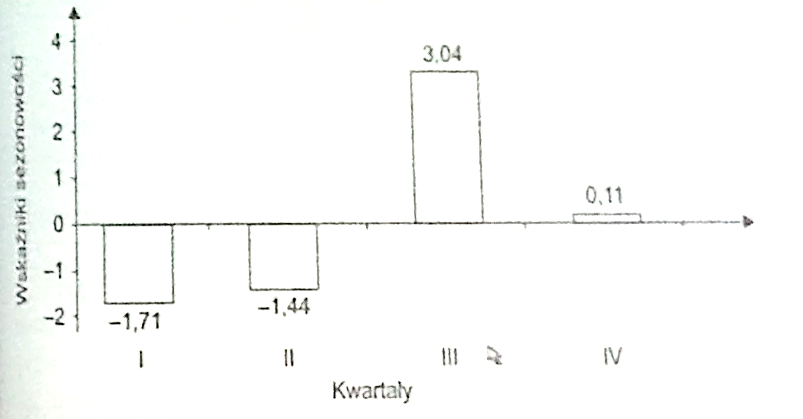 Wskaźniki sezonowości
4
3
2
1
0
−1
−2
3,04
0,11
−1,71
−1,44
I
II
III
IV
Kwartały